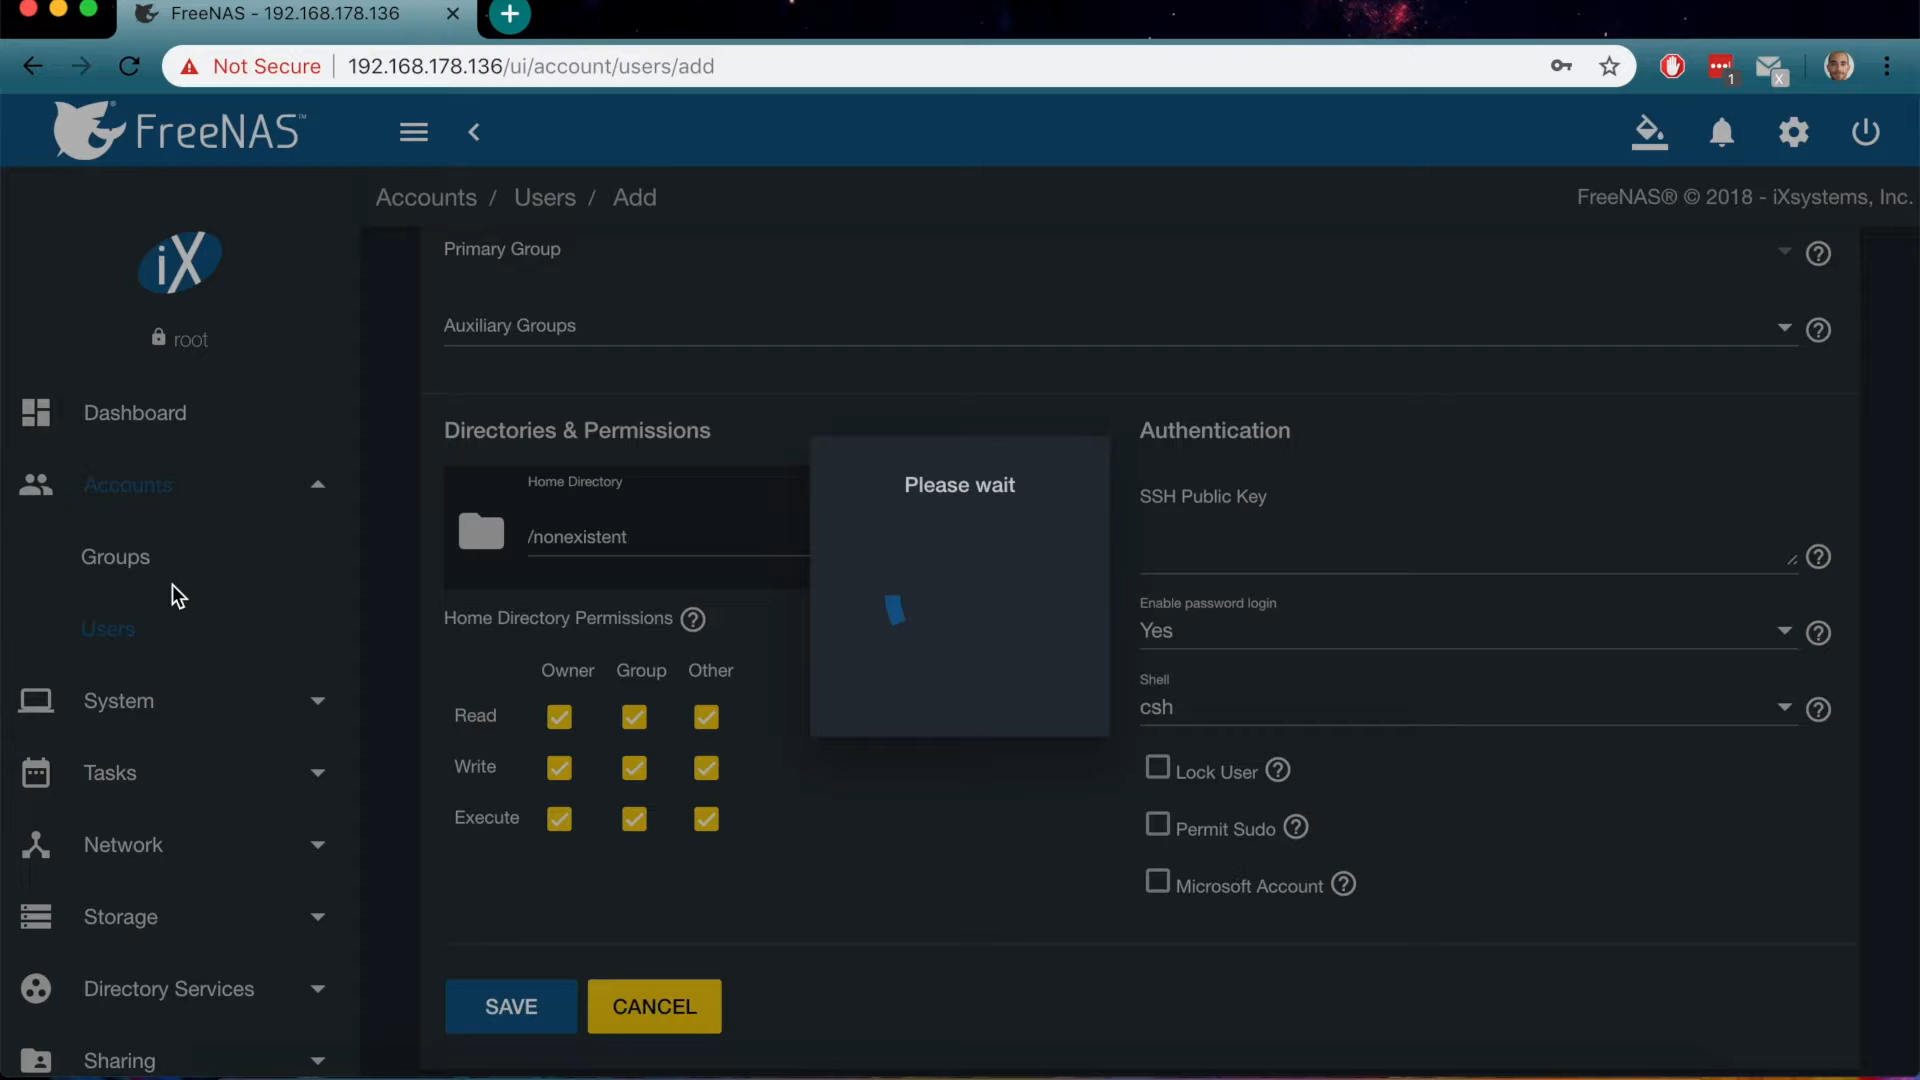 FreeNAS - 192.168.178.136
Not Secure
192.168.178.136/ui/account/users/add
1
X
FreeNAS™
Accounts / Users / Add
FreeNAS® © 2018 - iXsystems, Inc.
iX
root
Dashboard
Accounts
Groups
Users
System
Tasks
Network
Storage
Directory Services
Sharing
Primary Group
Auxiliary Groups
Directories & Permissions
Home Directory
/nonexistent
Home Directory Permissions
Owner Group Other
Read
Write
Execute
Please wait
Authentication
SSH Public Key
Enable password login
Yes
Shell
csh
Lock User
Permit Sudo
Microsoft Account
SAVE
CANCEL